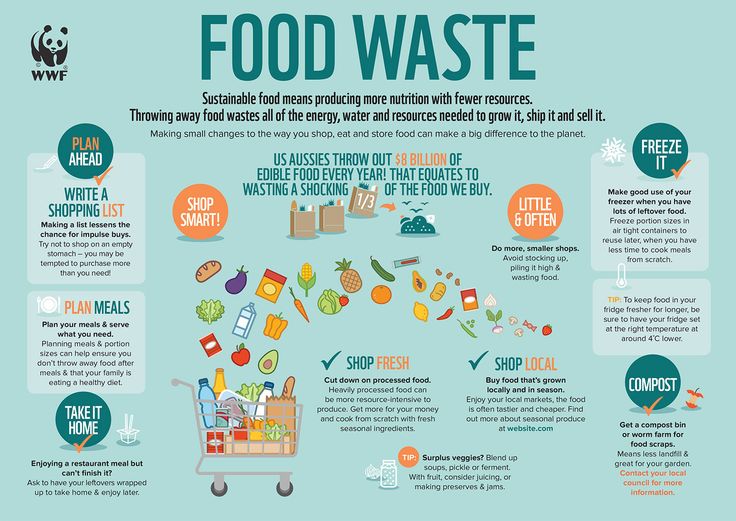 WWF
FOOD WASTE
Sustainable food means producing more nutrition with fewer resources.
Throwing away food wastes all of the energy, water and resources needed to grow it, ship it and sell it.
Making small changes to the way you shop, eat and store food can make a big difference to the planet.
PLAN
AHEAD
WRITE A
SHOPPING LIST
Making a list lessens the
chance for impulse buys.
Try not to shop on an empty
stomach – you may be
tempted to purchase more
than you need!
PLAN MEALS
Plan your meals & serve
what you need.
Planning meals & portion
sizes can help ensure you
don't throw away food after
meals & that your family is
eating a healthy diet.
TAKE IT
HOME
Enjoying a restaurant meal but
can't finish it?
Ask to have your leftovers wrapped
up to take home & enjoy later.
US AUSSIES THROW OUT $8 BILLION OF
EDIBLE FOOD EVERY YEAR! THAT EQUATES TO
WASTING A SHOCKING 1/3 OF THE FOOD WE BUY.
SHOP
SMART!
LITTLE
& OFTEN
Do more, smaller shops.
Avoid stocking up,
piling it high &
wasting food.
SHOP FRESH
Cut down on processed food.
Heavily processed food can
be more resource-intensive to
produce. Get more for your money
and cook from scratch with fresh
seasonal ingredients.
SHOP LOCAL
Buy food that's grown
locally and in season.
Enjoy your local markets, the food
is often tastier and cheaper. Find
out more about seasonal produce
at website.com
TIP: Surplus veggies? Blend up
soups, pickle or ferment.
With fruit, consider juicing, or
making preserves & jams.
FREEZE
IT
Make good use of your
freezer when you have
lots of leftover food.
Freeze portion sizes in
air tight containers to
reuse later, when you have
less time to cook meals
from scratch.
TIP: To keep food in your
fridge fresher for longer, be
sure to have your fridge set
at the right temperature at
around 4°C lower.
COMPOST
Get a compost bin
or worm farm for
food scraps.
Means less landfill &
great for your garden.
Contact your local
council for more
information.